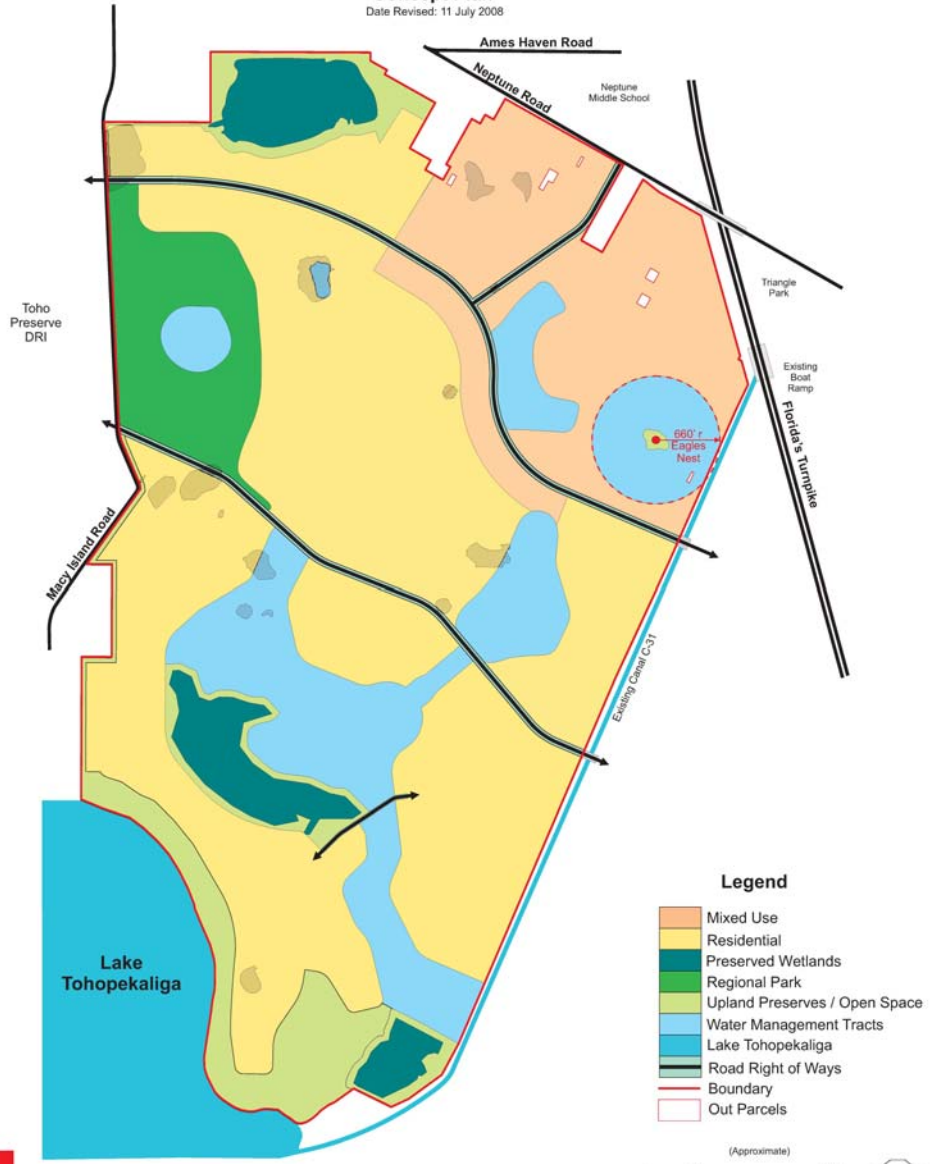 Date Revised: 11 July 2008
Ames Haven Road
Neptune Road
Neptune
Middle School
Triangle
Park
Toho
Preserve
DRI
Existing
Boat
Ramp
Florida's Turnpike
660' r
Eagles
Nest
Macy Island Road
Existing Canal C-31
Lake
Tohopekaliga
Legend
Mixed Use
Residential
Preserved Wetlands
Regional Park
Upland Preserves / Open Space
Water Management Tracts
Lake Tohopekaliga
Road Right of Ways
Boundary
Out Parcels
(Approximate)